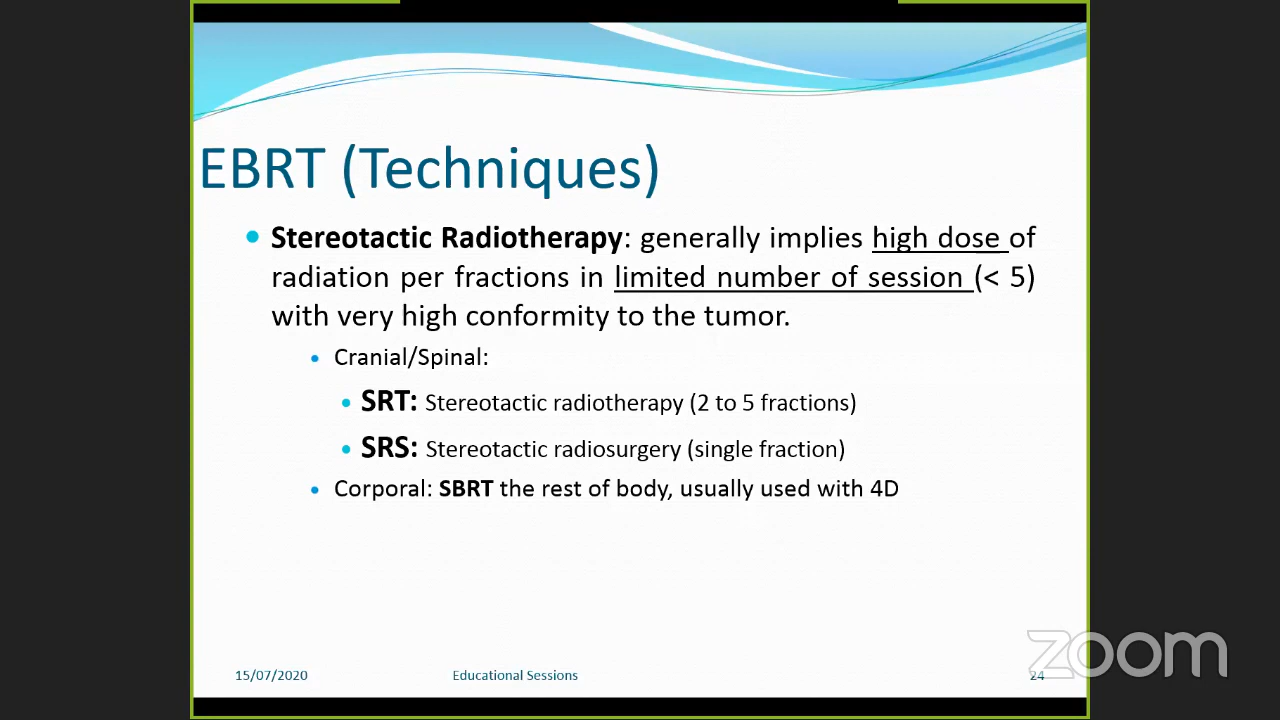 EBRT (Techniques)
Stereotactic Radiotherapy: generally implies high dose of
radiation per fractions in limited number of session (< 5)
with very high conformity to the tumor.
Cranial/Spinal:
SRT: Stereotactic radiotherapy (2 to 5 fractions)
SRS: Stereotactic radiosurgery (single fraction)
Corporal: SBRT the rest of body, usually used with 4D
15/07/2020 Educational Sessions 24
zoom